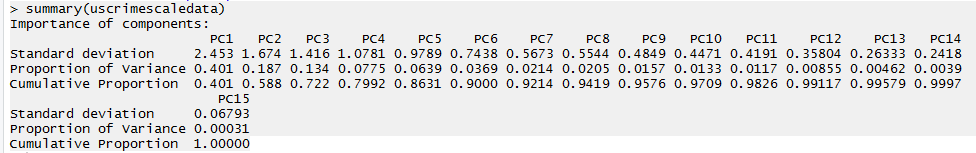 > summary(uscrimescaledata)
Importance of components:
PC1 PC2 PC3 PC4 PC5 PC6 PC7 PC8 PC9 PC10 PC11 PC12 PC13 PC14
Standard deviation 2.453 1.674 1.416 1.0781 0.9789 0.7438 0.5673 0.5544 0.4849 0.4471 0.4191 0.35804 0.26333 0.2418
Proportion of Variance 0.401 0.187 0.134 0.0775 0.0639 0.0369 0.0214 0.0205 0.0157 0.0133 0.0117 0.00855 0.00462 0.0039
Cumulative Proportion 0.401 0.588 0.722 0.7992 0.8631 0.9000 0.9214 0.9419 0.9576 0.9709 0.9826 0.99117 0.99579 0.9997
PC15
Standard deviation 0.06793
Proportion of Variance 0.00031
Cumulative Proportion 1.00000